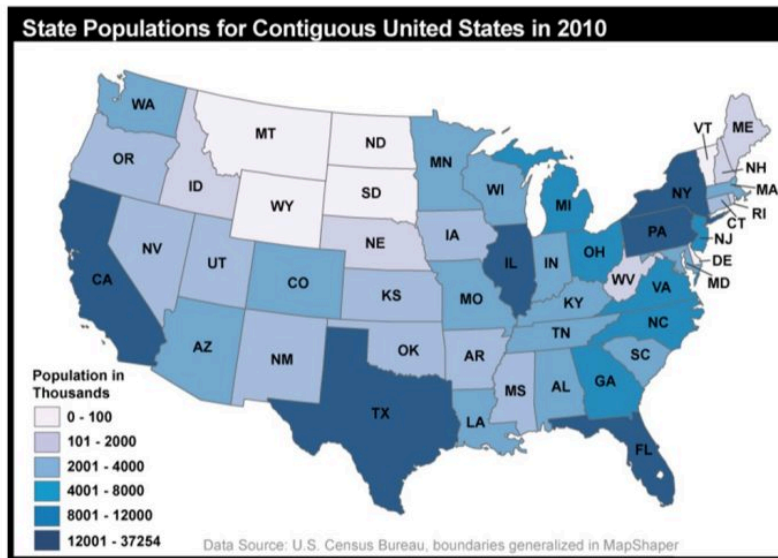 State Populations for Contiguous United States in 2010
WA
MT
ND
MN
VT
ME
OR
ID
SD
WI
NH
WY
MI
NY
MA
NE
IA
PA
CT
RI
NV
UT
IL
IN
OH
NJ
CA
CO
KS
MO
WV
DE
MD
KY
VA
AZ
NM
OK
AR
TN
NC
SC
TX
MS
AL
GA
LA
FL
Population in
Thousands
0 - 100
101 - 2000
2001 - 4000
4001 - 8000
8001 - 12000
12001 - 37254
Data Source: U.S. Census Bureau, boundaries generalized in MapShaper